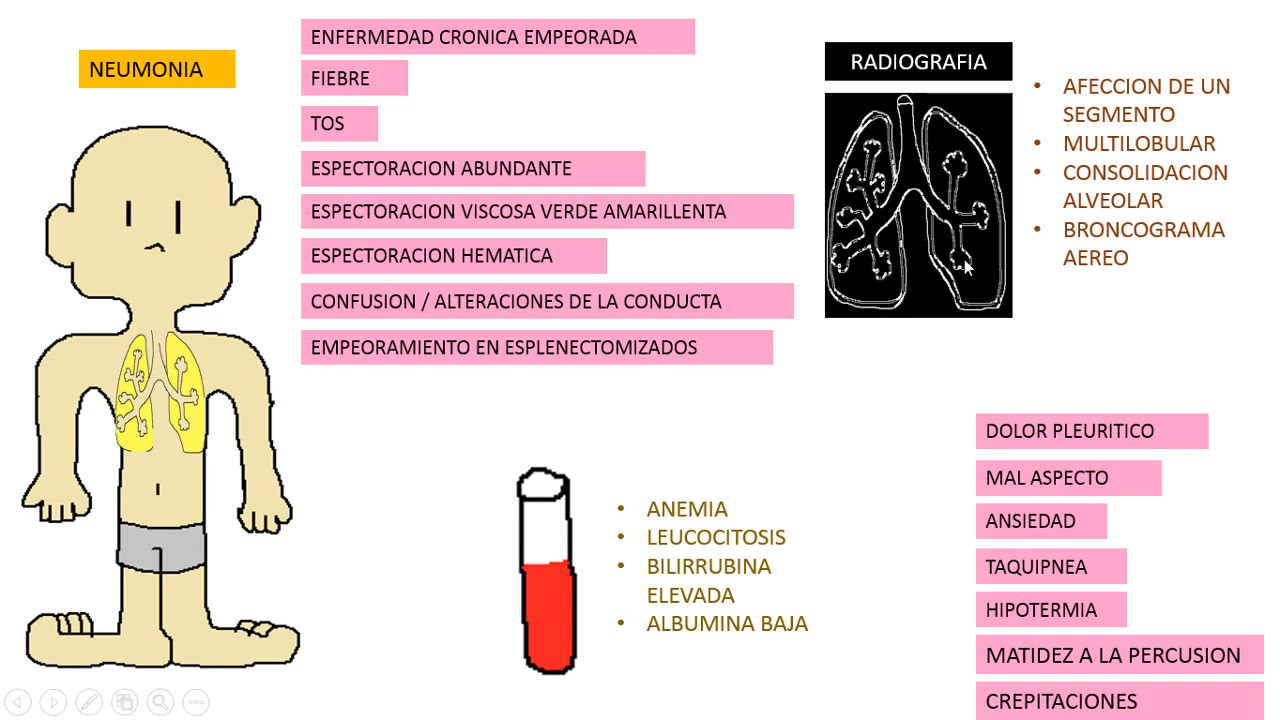 NEUMONIA
ENFERMEDAD CRONICA EMPEORADA
FIEBRE
TOS
ESPECTORACION ABUNDANTE
ESPECTORACION VISCOSA VERDE AMARILLENTA
ESPECTORACION HEMATICA
CONFUSION / ALTERACIONES DE LA CONDUCTA
EMPEORAMIENTO EN ESPLENECTOMIZADOS
RADIOGRAFIA
• AFECCION DE UN
SEGMENTO
• MULTILOBULAR
• CONSOLIDACION
ALVEOLAR
• BRONCOGRAMA
AEREO
• ANEMIA
• LEUCOCITOSIS
• BILIRRUBINA
ELEVADA
• ALBUMINA BAJA
DOLOR PLEURITICO
MAL ASPECTO
ANSIEDAD
TAQUIPNEA
HIPOTERMIA
MATIDEZ A LA PERCUSION
CREPITACIONES